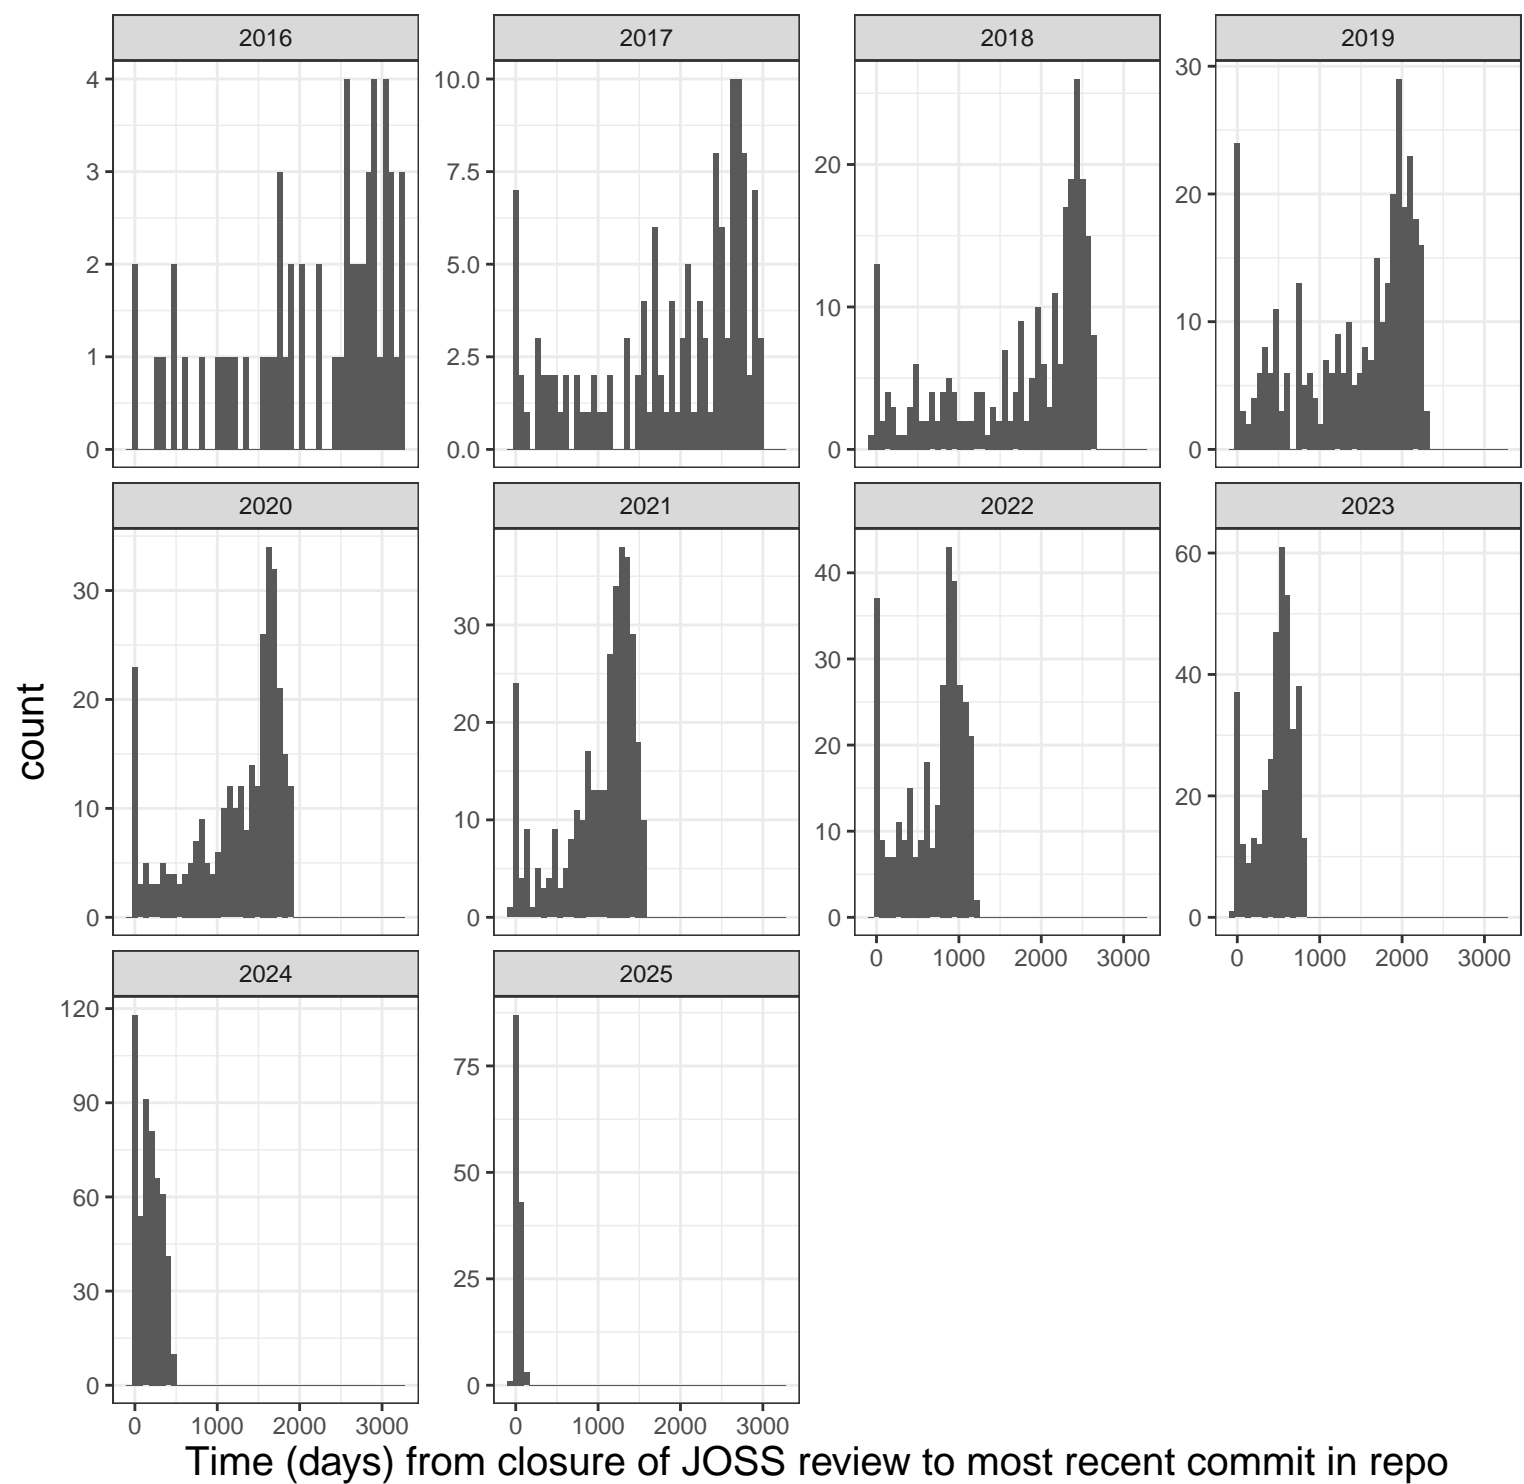 2016 2017 2018 2019
4 10.0 20 30
3 7.5 10 20
2 5.0 0 10
1 2.5 0
0 0.0
2020 2021 2022 2023
30 30 40 60
20 20 30 40
10 10 20 20
0 0 10 0
0
0 1000 2000 3000 0 1000 2000 3000
2024 2025
120 75
90 50
60 25
30 0
0
0 1000 2000 3000 0 1000 2000 3000
count
Time (days) from closure of JOSS review to most recent commit in repo